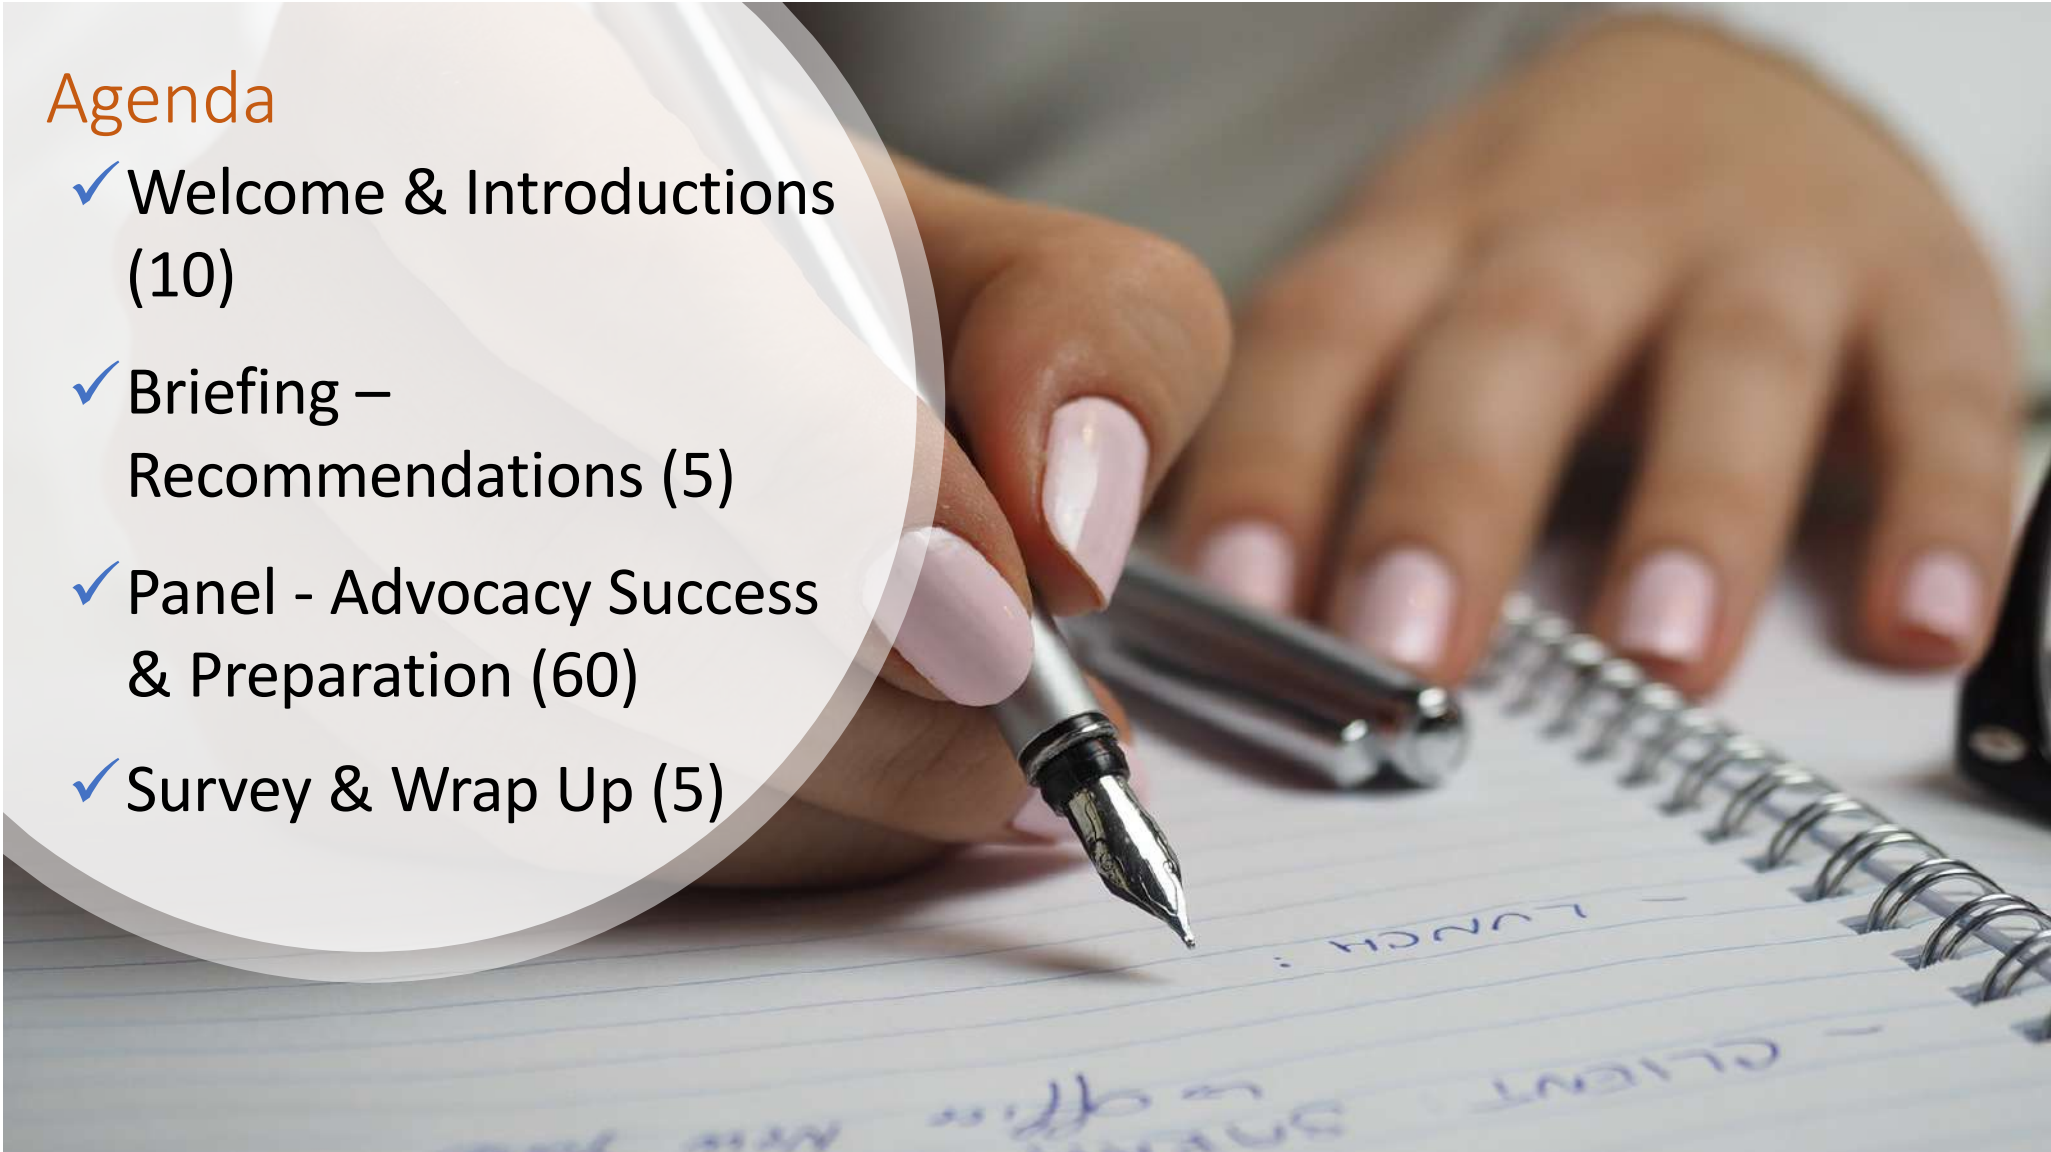 Agenda
✓Welcome & Introductions
(10)
✓Briefing –
Recommendations (5)
✓Panel - Advocacy Success
& Preparation (60)
✓Survey & Wrap Up (5)
- LUNCH :
- CLIENT :